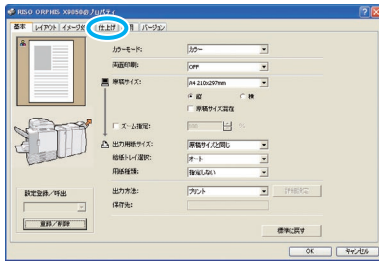 RISO ORPHIS X9050のプロパティ
基本 レイアウト イメージ 仕上げ バージョン
カラーモード: カラー
両面印刷: OFF
原稿サイズ: A4 210x297mm
縦 横
原稿サイズ混在
ズーム指定: %
出力用紙サイズ: 原稿サイズと同じ
給紙トレイ選択: オート
用紙種類: 指定しない
設定登録/呼出
出力方法: プリント 詳細設定
保存先:
登録/削除
標準に戻す
OK キャンセル